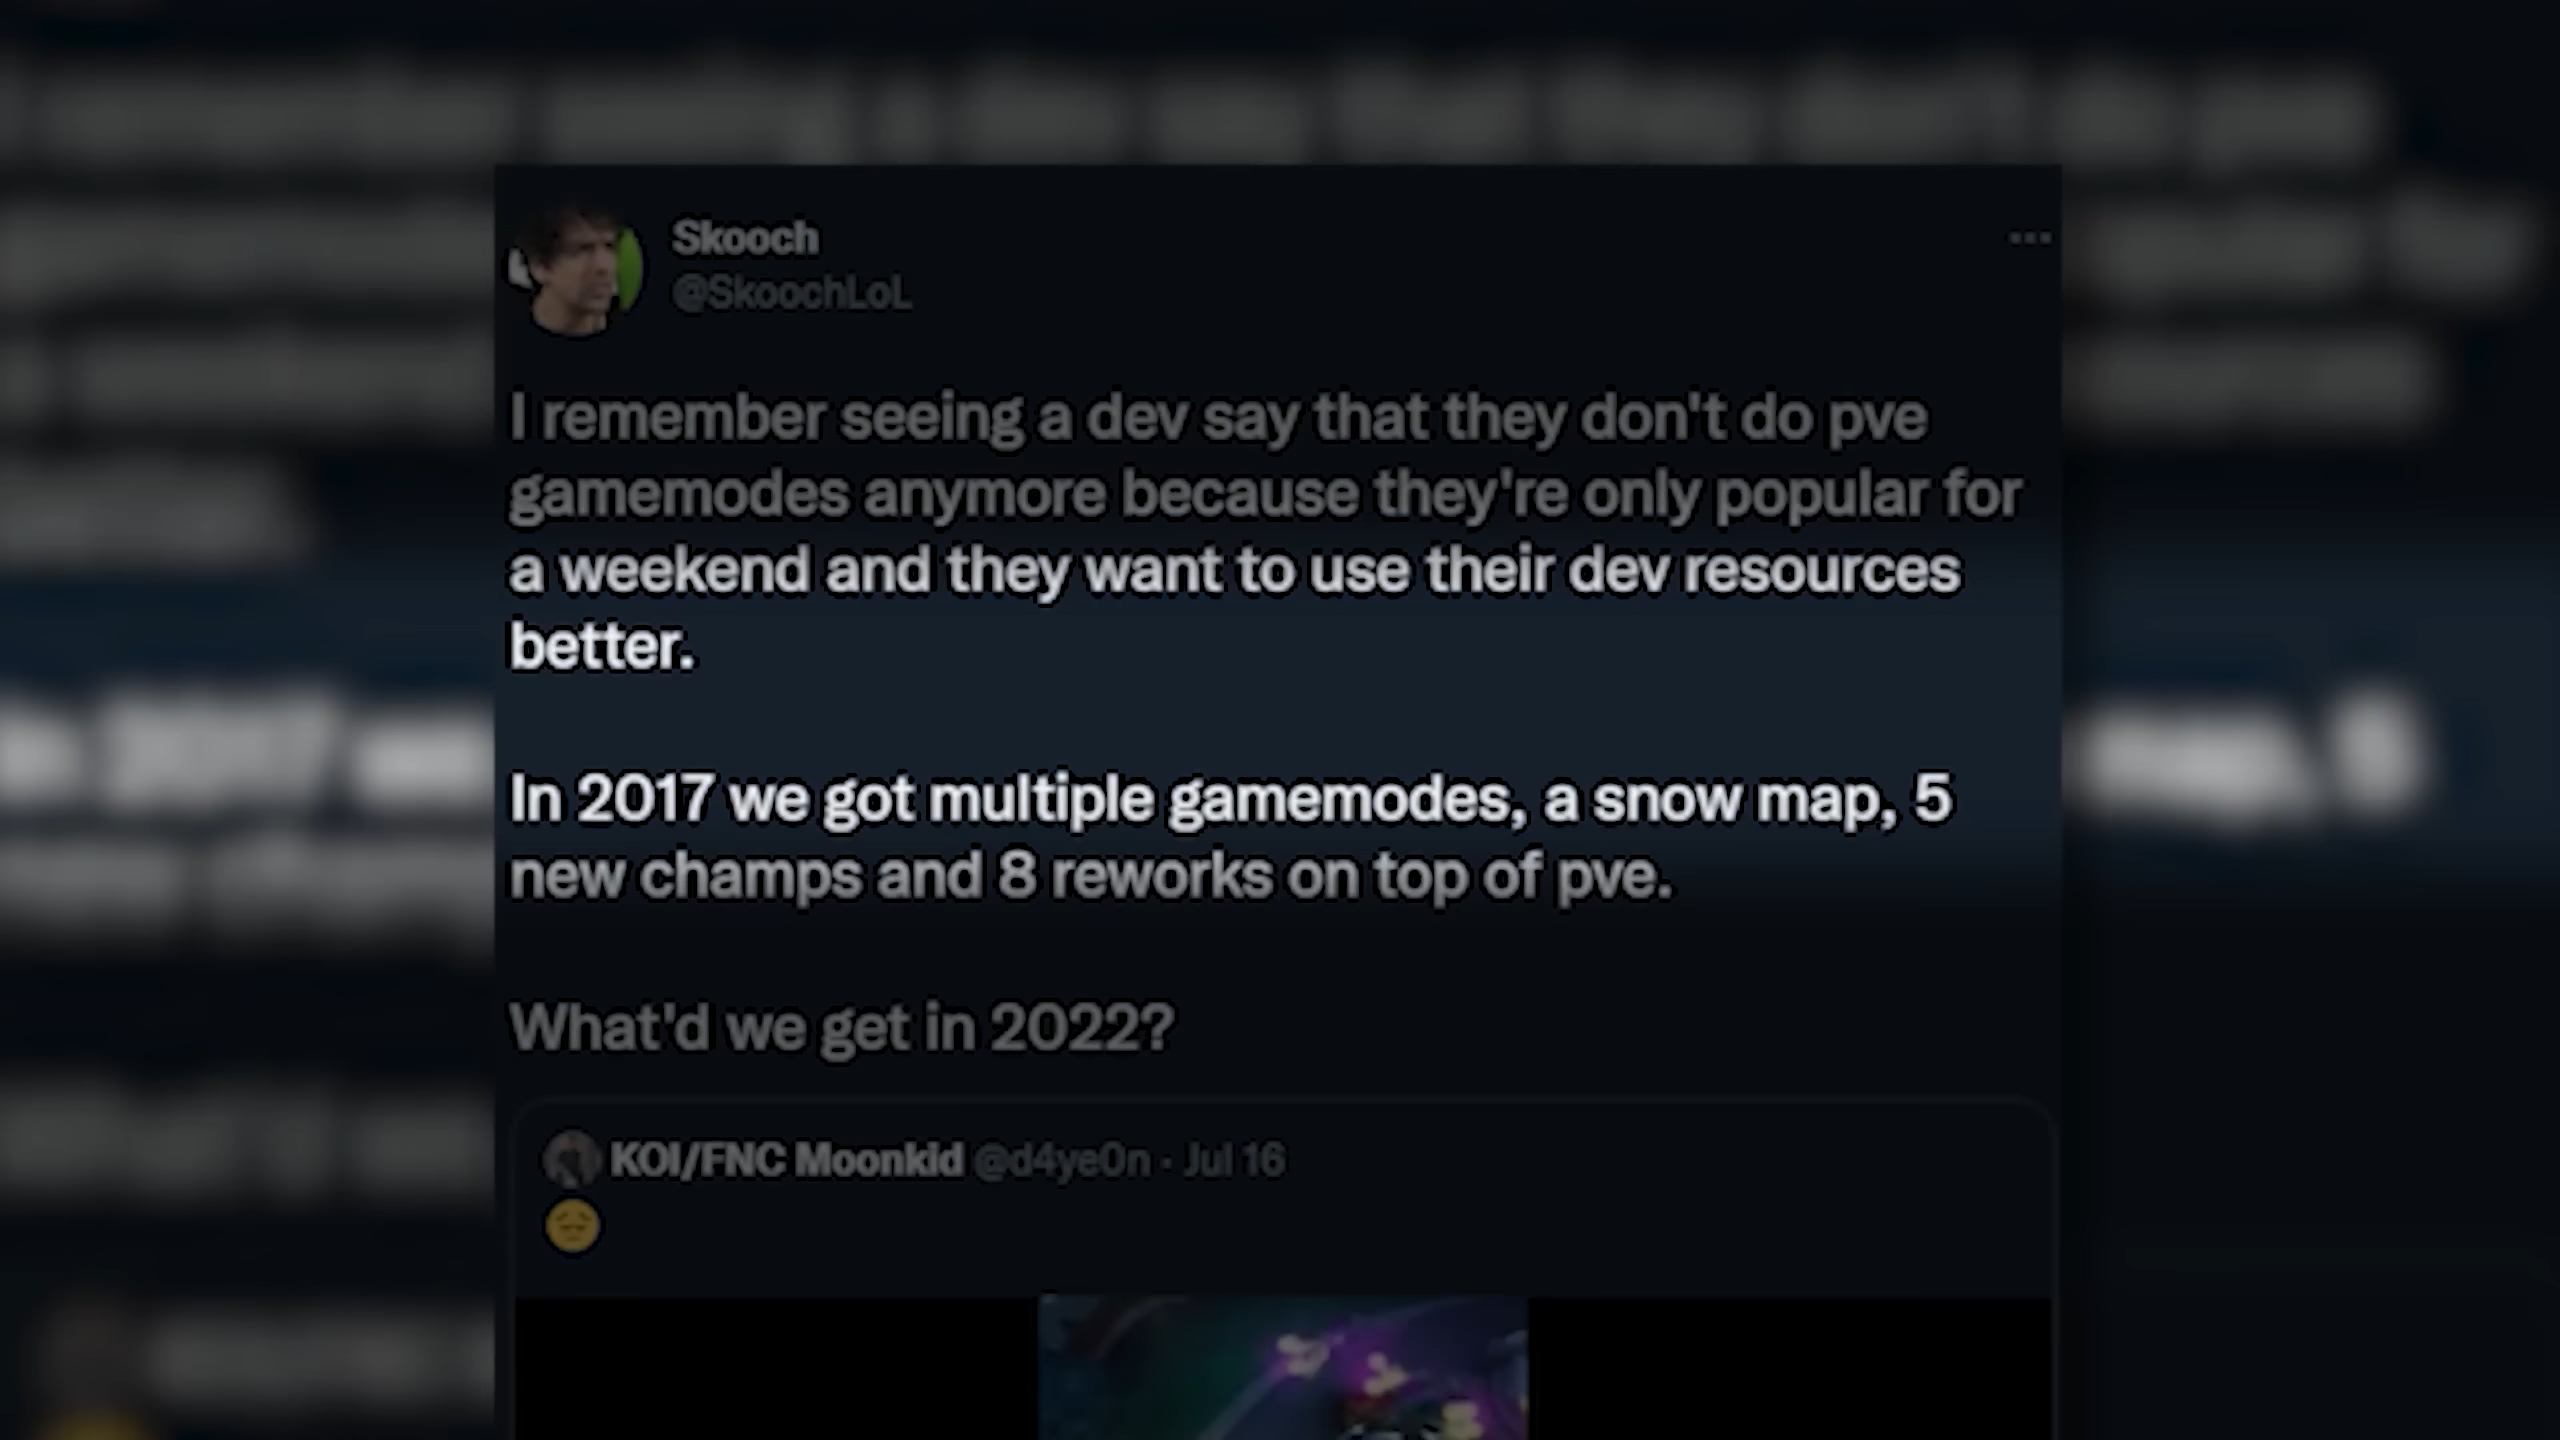 Skooch
@SkoochLoL
I remember seeing a dev say that they don't do pve
gamemodes anymore because they're only popular for
a weekend and they want to use their dev resources
better.
In 2017 we got multiple gamemodes, a snow map, 5
new champs and 8 reworks on top of pve.
What'd we get in 2022?
KOI/FNC Moonkid @d4ye0n · Jul 16